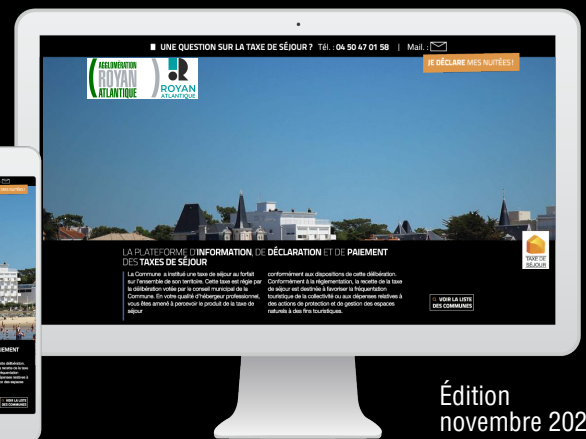 UNE QUESTION SUR LA TAXE DE SÉJOUR ? Tél. : 04 50 47 01 58 | Mail. :
JE DÉCLARE MES NUITÉES !
AGGLOMÉRATION
ROYAN
ATLANTIQUE
ROYAN
ATLANTIQUE
LA PLATEFORME D'INFORMATION, DE DÉCLARATION ET DE PAIEMENT
DES TAXES DE SÉJOUR
La Commune a institué une taxe de séjour au forfait
sur l'ensemble de son territoire. Cette taxe est régie par
la délibération votée par le conseil municipal de la
Commune. En votre qualité d'hébergeur professionnel,
vous êtes amené à percevoir le produit de la taxe de
séjour
conformément aux dispositions de cette délibération.
Conformément à la réglementation, la recette de la taxe
de séjour est destinée à favoriser la fréquentation
touristique de la collectivité ou aux dépenses relatives à
des actions de protection et de gestion des espaces
naturels à des fins touristiques.
TAXE DE
SÉJOUR
VOIR LA LISTE
DES COMMUNES
VOIR LA LISTE
DES COMMUNES
Édition
novembre 202